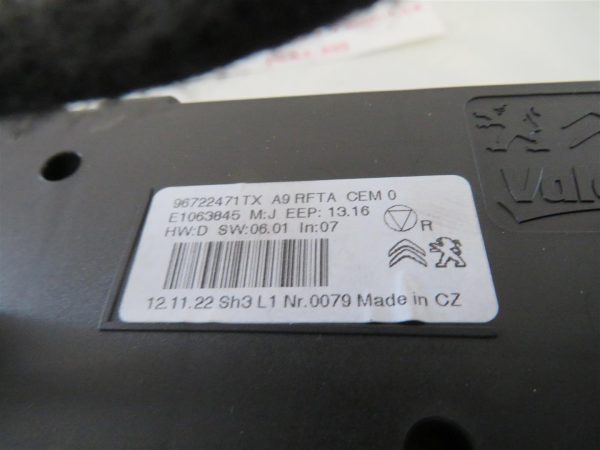 96722471TX A9 RFTA CEM 0
E1063845 M:J EEP: 13.16
HW:D SW:06.01 In:07
R
12.11.22 Sh3 L1 Nr.0079 Made in CZ